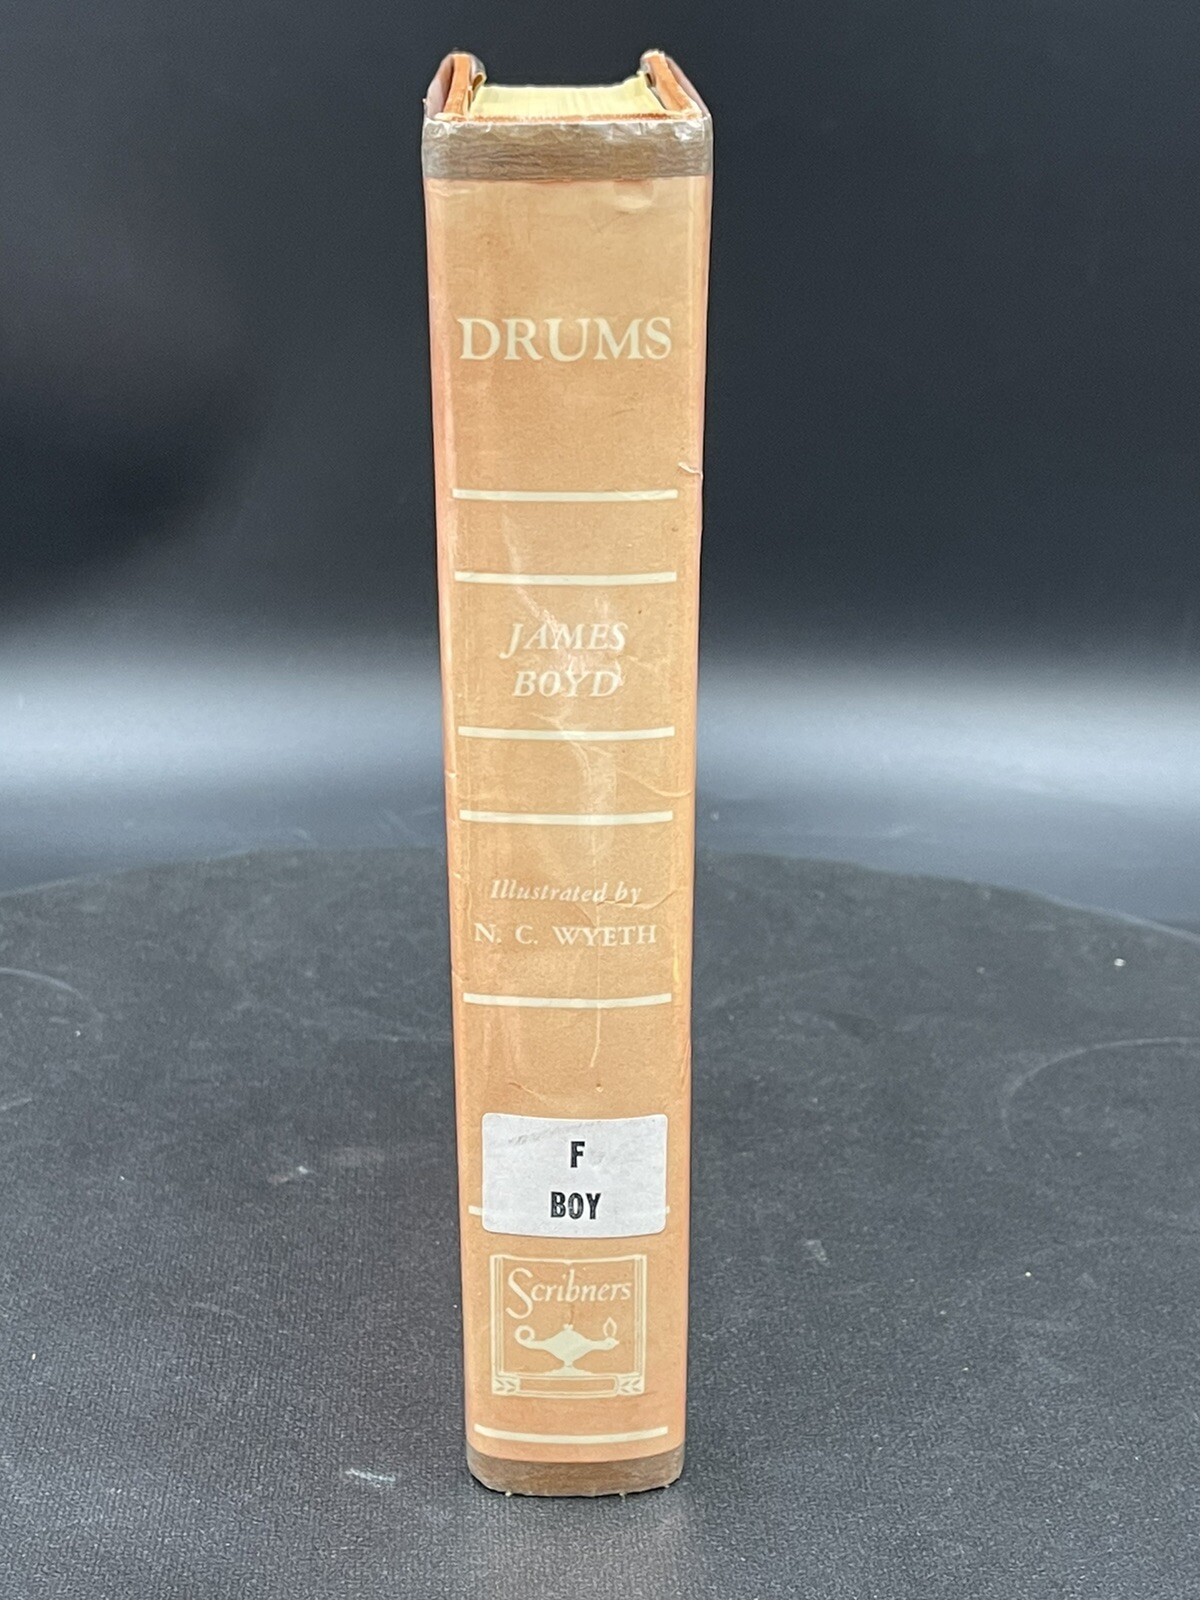 DRUMS
JAMES
BOYD
Illustrated by
N. C. WYETH
F
BOY
Scribners